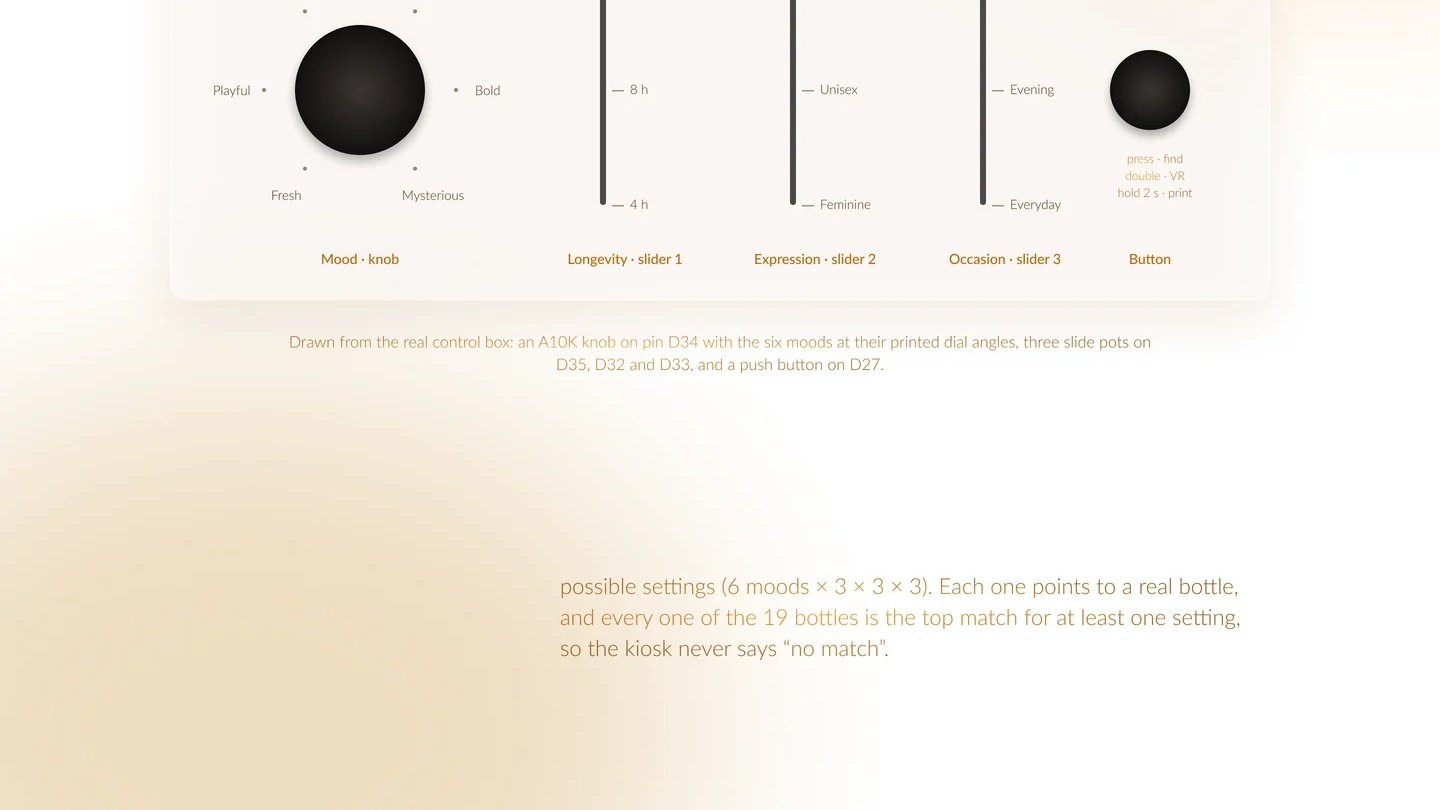 Playful
Bold
Fresh
Mysterious
Mood · knob
— 8 h
— 4 h
Longevity · slider 1
— Unisex
— Feminine
Expression · slider 2
— Evening
— Everyday
Occasion · slider 3
press · find
double · VR
hold 2 s · print
Button
Drawn from the real control box: an A10K knob on pin D34 with the six moods at their printed dial angles, three slide pots on
D35, D32 and D33, and a push button on D27.
possible settings (6 moods × 3 × 3 × 3). Each one points to a real bottle,
and every one of the 19 bottles is the top match for at least one setting,
so the kiosk never says “no match”.